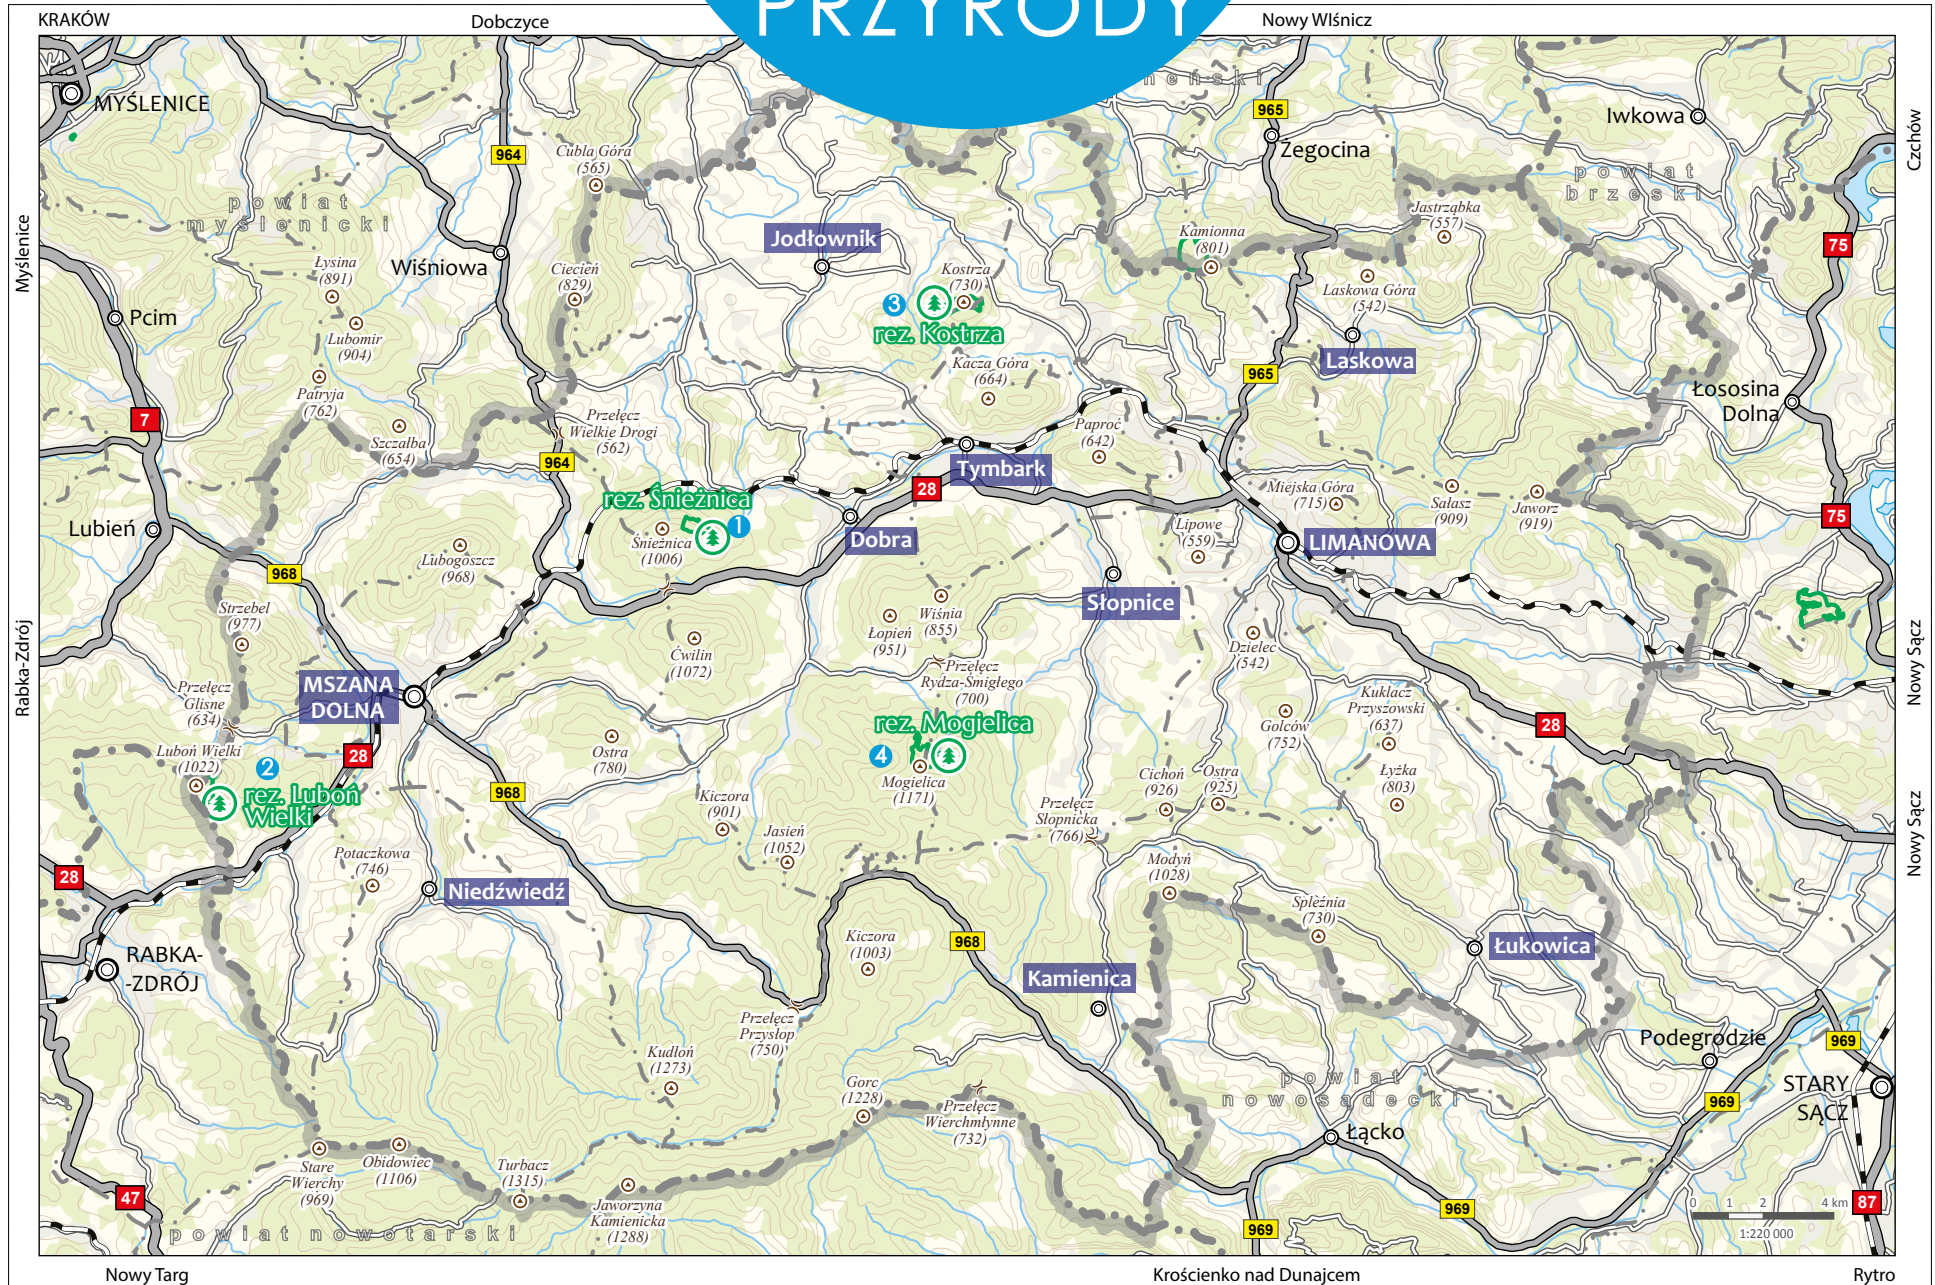 PRZYRODY
KRAKÓW
Dobczyce
Nowy WIśnicz
MYŚLENICE
964
Cubla Góra
(565)
965
Żegocina
Iwkowa
Czchów
powiat
brzeski
powiat
myślenicki
Myślenice
Jodłownik
Kamionna
(801)
Jastrząbka
(557)
75
Wiśniowa
Łysina
(891)
Ciecień
(829)
Kostrza
(730)
3
rez. Kostrza
Laskowa Góra
(542)
Pcim
Lubomir
(904)
Laskowa
Kacza Góra
(664)
965
Patryja
(762)
Łososina
Dolna
7
Szczałba
(654)
Przełęcz
Wielkie Drogi
(562)
Paproć
(642)
964
Tymbark
28
rez. Śnieżnica
1
Miejska Góra
(715)
Sałasz
(909)
Jaworz
(919)
75
Lubień
Śnieżnica
(1006)
Dobra
Lipowe
(559)
LIMANOWA
Lubogoszcz
(968)
968
Słopnice
Strzebel
(977)
Wiśnia
(855)
Łopień
(951)
Ćwilin
(1072)
Dzielec
(542)
Rabka-Zdrój
Nowy Sącz
Przełęcz
Rydza-Śmigłego
(700)
MSZANA
DOLNA
Przełęcz
Glisne
(634)
Kuklacz
Przyszowski
(637)
Golców
(752)
rez. Mogielica
4
28
Luboń Wielki
(1022)
2
28
Ostra
(780)
Mogielica
(1171)
Cichoń
(926)
Ostra
(925)
Łyżka
(803)
rez. Luboń
Wielki
968
Kiczora
(901)
Przełęcz
Słopnicka
(766)
Nowy Sącz
Jasień
(1052)
Potaczkowa
(746)
Modyń
(1028)
28
Niedźwiedź
Spleźnia
(730)
Kiczora
(1003)
968
Łukowica
RABKA-
-ZDRÓJ
Kamienica
Przełęcz
Przysłop
(750)
Podegrodzie
969
Kudłoń
(1273)
Gorc
(1228)
powiat
nowosądecki
STARY
SĄCZ
Przełęcz
Wierchmłynne
(732)
969
Łącko
Stare
Wierchy
(969)
Obidowiec
(1106)
Turbacz
(1315)
47
Jaworzyna
Kamienicka
(1288)
969
969
87
0 1 2 4 km
1:220 000
powiat nowotarski
Nowy Targ
Krościenko nad Dunajcem
Rytro